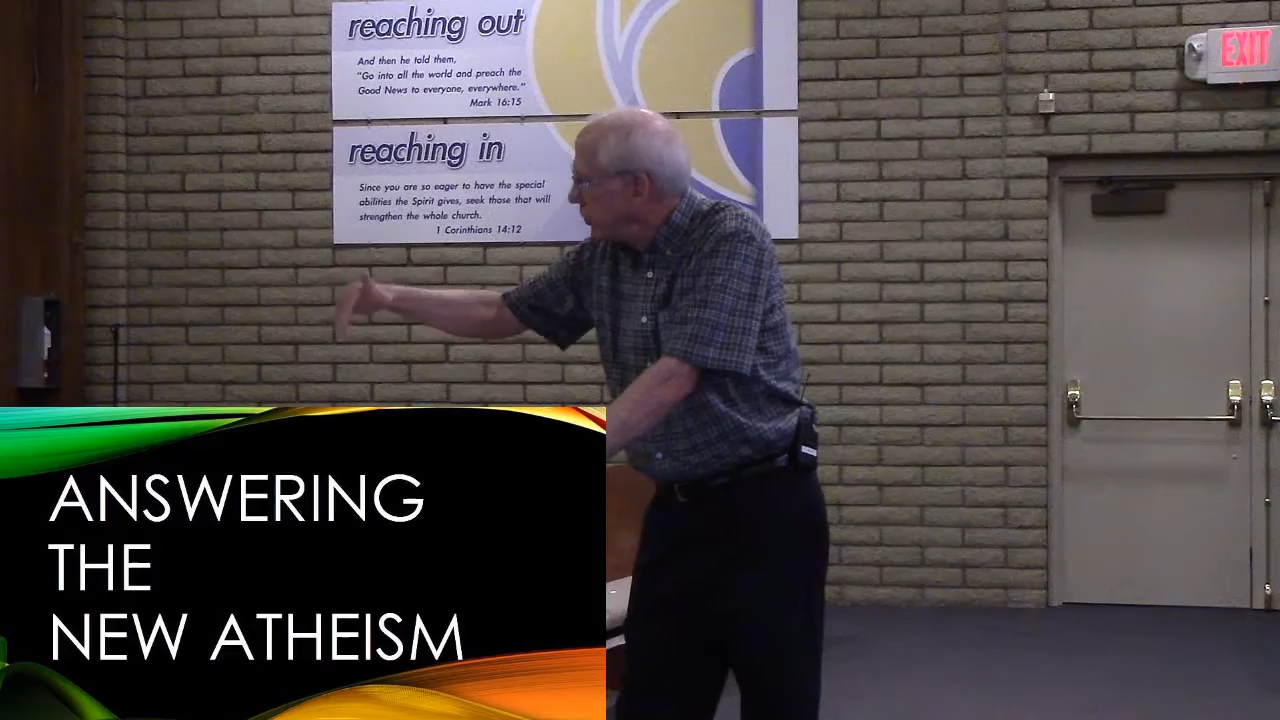 reaching out
And then he told them,
"Go into all the world and preach the
Good News to everyone, everywhere."
Mark 16:15
reaching in
Since you are so eager to have the special
abilities the Spirit gives, seek those that will
strengthen the whole church.
1 Corinthians 14:12
EXIT
ANSWERING
THE
NEW ATHEISM